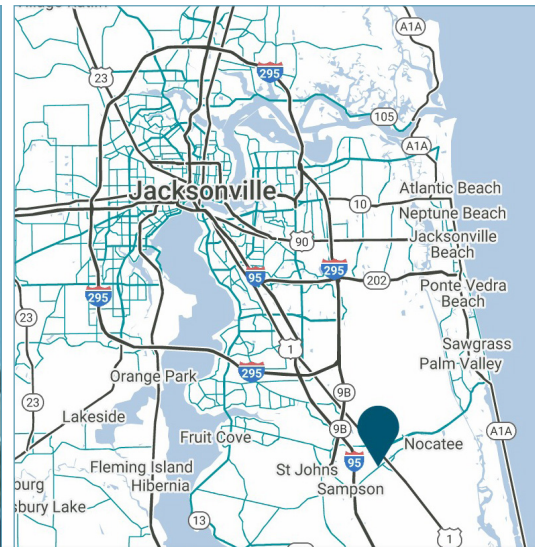 A1A
23
295
105
A1A
Jacksonville
Atlantic Beach
10
Neptune Beach
90
Jacksonville
Beach
95
295
202
295
Ponte Vedra
Beach
23
1
Sawgrass
Palm-Valley
295
Orange Park
9B
23
Lakeside
9B
A1A
Fruit Cove
Nocatee
95
Fleming Island
St Johns
Hibernia
Sampson
burg
sbury Lake
13
1